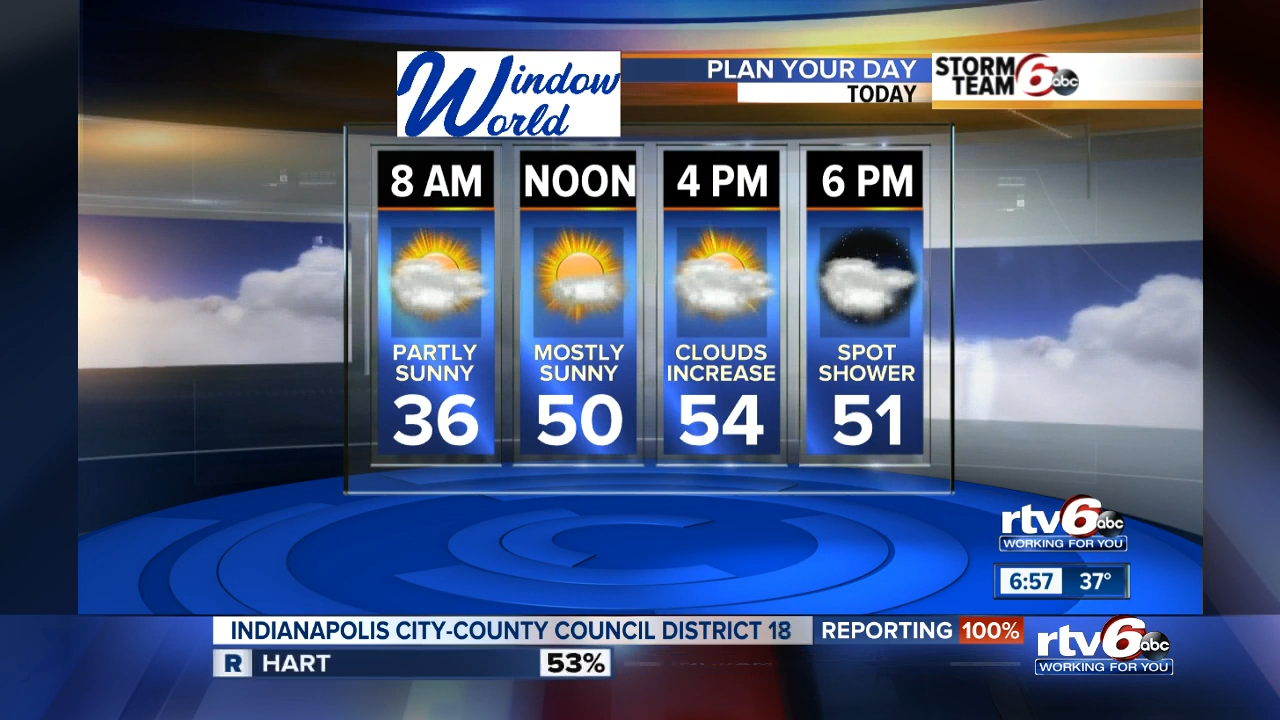 Window
World
PLAN YOUR DAY
TODAY
STORM
TEAM 6 abc
8 AM
NOON
4 PM
6 PM
PARTLY
SUNNY
MOSTLY
SUNNY
CLOUDS
INCREASE
SPOT
SHOWER
36
50
54
51
rtv6 abc
WORKING FOR YOU
6:57 37°
INDIANAPOLIS CITY-COUNTY COUNCIL DISTRICT 18 REPORTING 100%
R HART 53%
rtv6 abc
WORKING FOR YOU